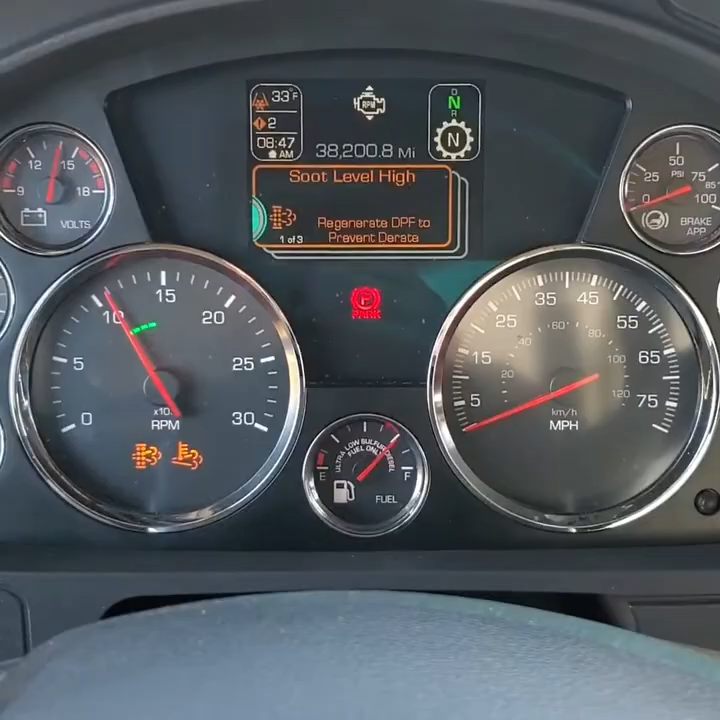 33°F
RPM
D
N
R
2
08:47
AM
N
38,200.8 Mi
Soot Level High
Regenerate DPF to
Prevent Derate
1 of 3
9
12
15
18
VOLTS
0
25
50
75
85
100
PSI
BRAKE
APP
0
5
10
15
20
25
30
RPM
P
PARK
5
15
25
35
45
55
65
75
20
40
60
80
100
120
km/h
MPH
ULTRA LOW SULFUR DIESEL
FUEL ONLY
E
F
FUEL